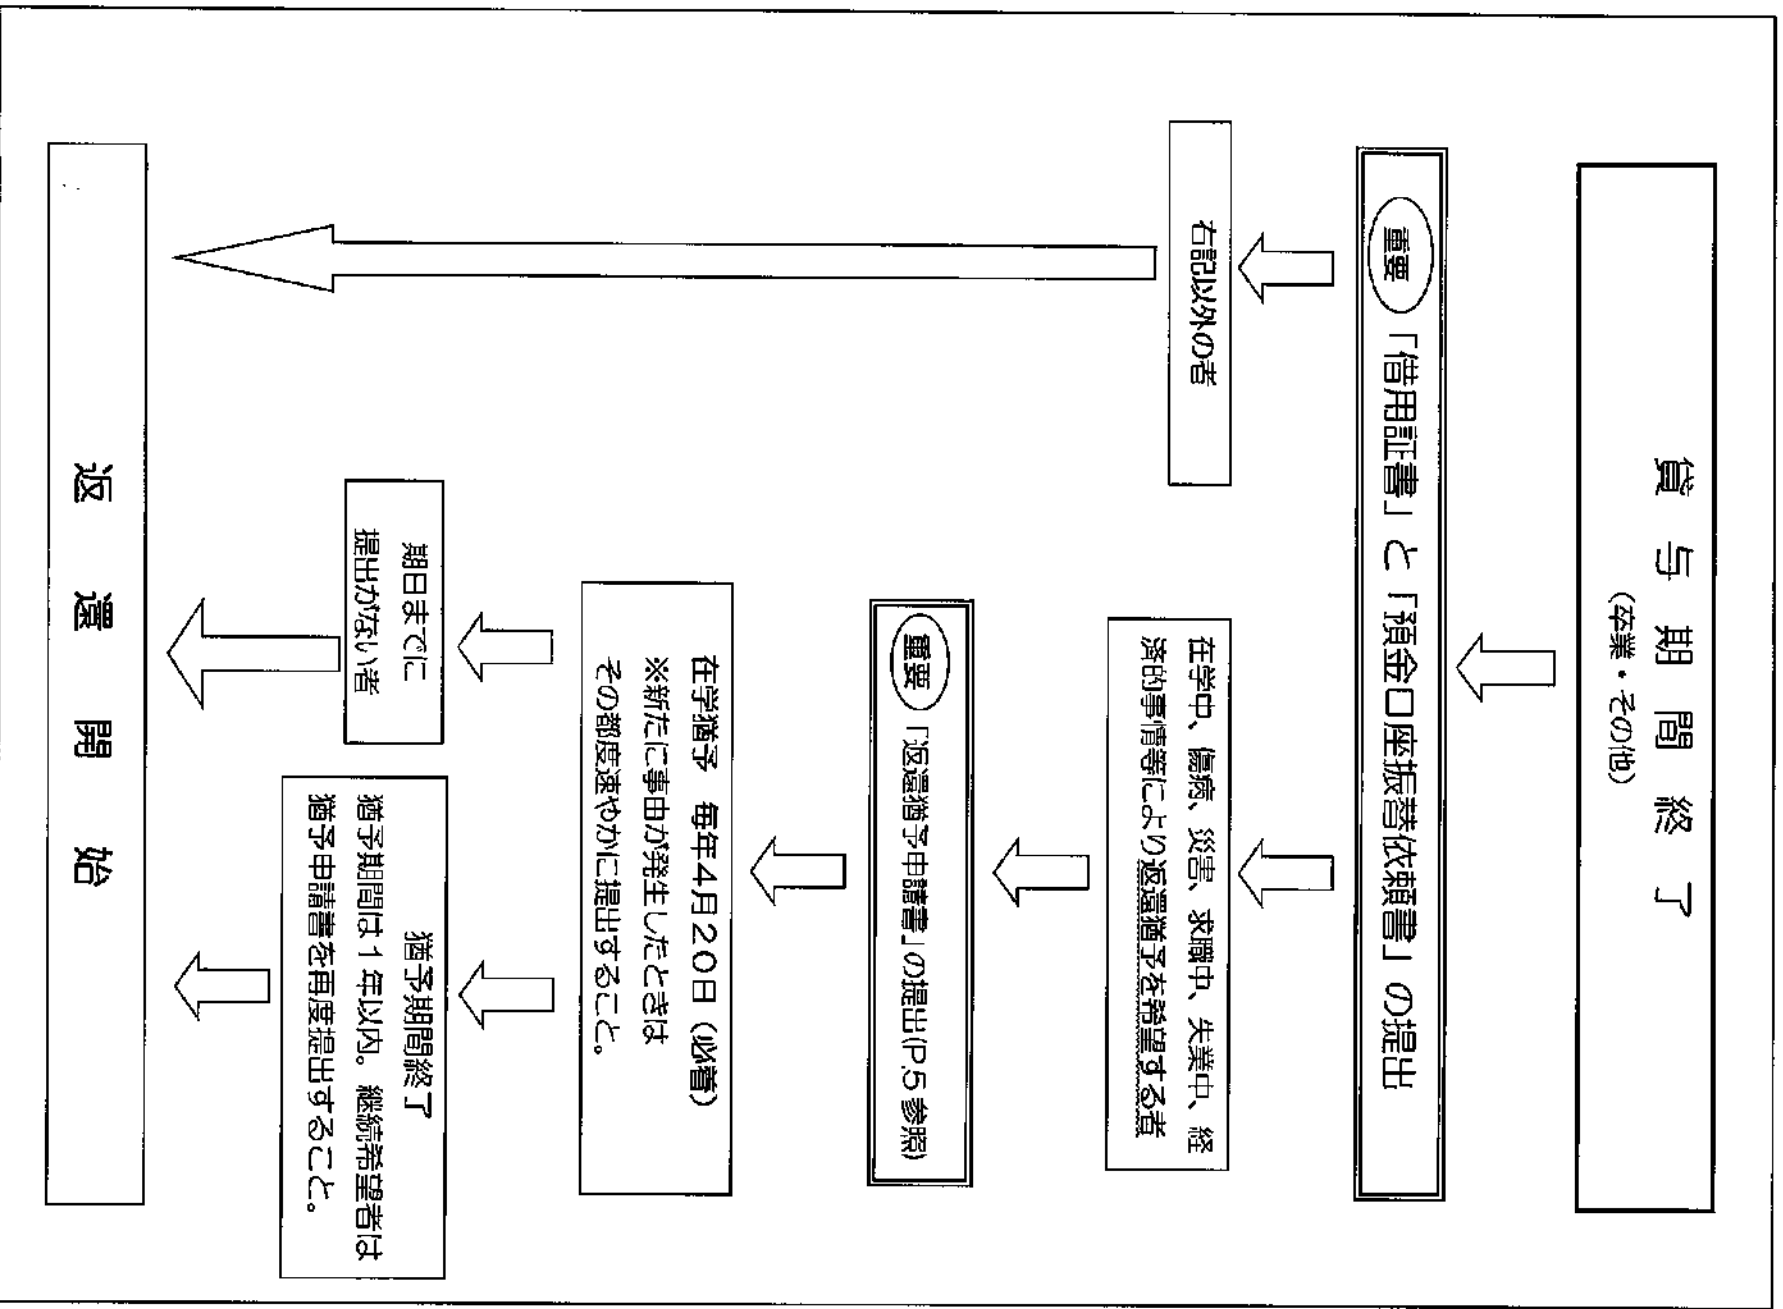 貸与期間終了
(卒業・その他)
重要 「借用証書」と「預金口座振替依頼書」の提出
右記以外の者
在学中、傷病、災害、求職中、失業中、経
済的事情等により返還猶予を希望する者
重要 「返還猶予申請書」の提出(P.5参照)
在学猶予 毎年4月20日(必着)
※新たに事由が発生したときは
その都度速やかに提出すること。
期日までに
提出がない者
猶予期間終了
猶予期間は1年以内。継続希望者は
猶予申請書を再度提出すること。
返還開始